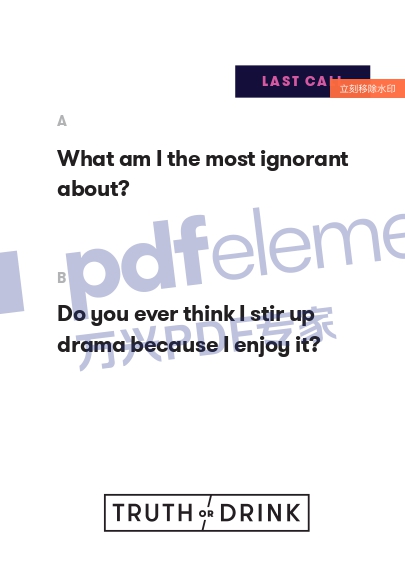 LAST CALL
立刻移除水印
A
What am I the most ignorant
about?
pdfeleme
B
Do you ever think I stir up
drama because I enjoy it?
万兴PDF专家
TRUTH OR DRINK